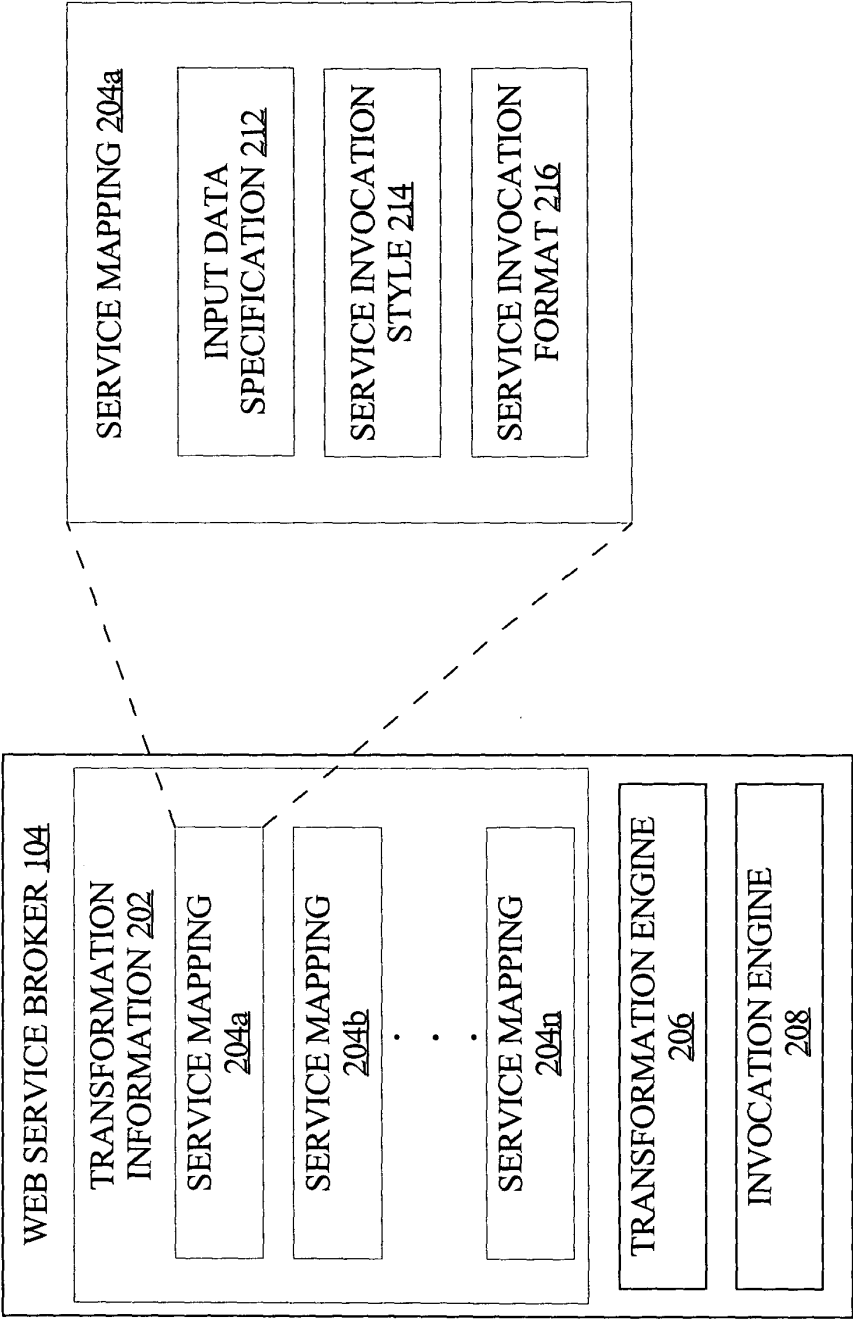 WEB SERVICE BROKER 104
TRANSFORMATION
INFORMATION 202
SERVICE MAPPING
204a
SERVICE MAPPING
204b
. . .
SERVICE MAPPING
204n
TRANSFORMATION ENGINE
206
INVOCATION ENGINE
208
SERVICE MAPPING 204a
INPUT DATA
SPECIFICATION 212
SERVICE INVOCATION
STYLE 214
SERVICE INVOCATION
FORMAT 216